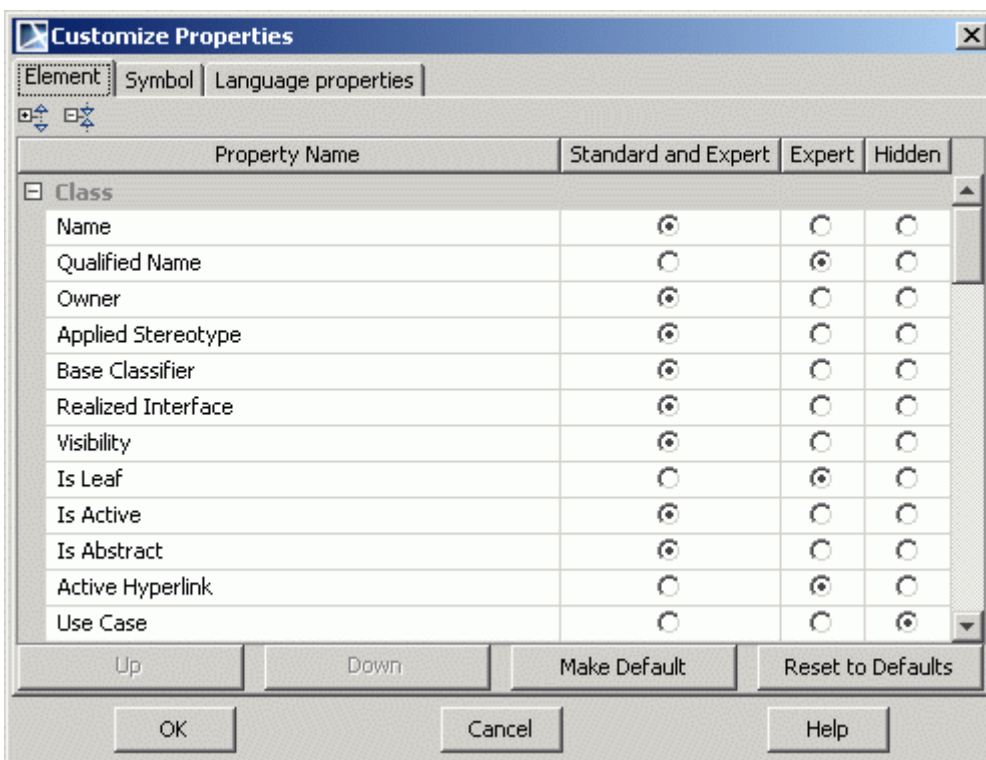 Customize Properties
Element Symbol Language properties
Property Name Standard and Expert Expert Hidden
Class
Name
Qualified Name
Owner
Applied Stereotype
Base Classifier
Realized Interface
Visibility
Is Leaf
Is Active
Is Abstract
Active Hyperlink
Use Case
Up Down Make Default Reset to Defaults
OK Cancel Help